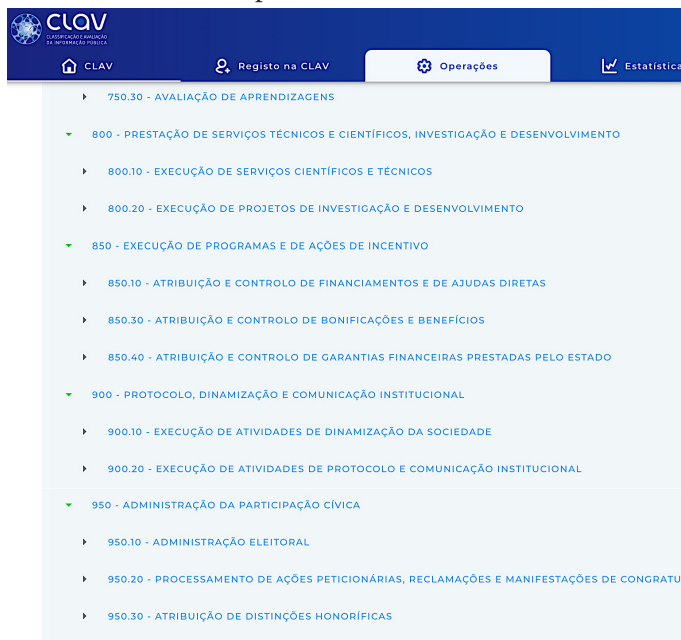 CLAV
CLASSIFICAÇÃO E AVALIAÇÃO
DA INFORMAÇÃO PÚBLICA
CLAV
Registo na CLAV
Operações
Estatística
750.30 - AVALIAÇÃO DE APRENDIZAGENS
800 - PRESTAÇÃO DE SERVIÇOS TÉCNICOS E CIENTÍFICOS, INVESTIGAÇÃO E DESENVOLVIMENTO
800.10 - EXECUÇÃO DE SERVIÇOS CIENTÍFICOS E TÉCNICOS
800.20 - EXECUÇÃO DE PROJETOS DE INVESTIGAÇÃO E DESENVOLVIMENTO
850 - EXECUÇÃO DE PROGRAMAS E DE AÇÕES DE INCENTIVO
850.10 - ATRIBUIÇÃO E CONTROLO DE FINANCIAMENTOS E DE AJUDAS DIRETAS
850.30 - ATRIBUIÇÃO E CONTROLO DE BONIFICAÇÕES E BENEFÍCIOS
850.40 - ATRIBUIÇÃO E CONTROLO DE GARANTIAS FINANCEIRAS PRESTADAS PELO ESTADO
900 - PROTOCOLO, DINAMIZAÇÃO E COMUNICAÇÃO INSTITUCIONAL
900.10 - EXECUÇÃO DE ATIVIDADES DE DINAMIZAÇÃO DA SOCIEDADE
900.20 - EXECUÇÃO DE ATIVIDADES DE PROTOCOLO E COMUNICAÇÃO INSTITUCIONAL
950 - ADMINISTRAÇÃO DA PARTICIPAÇÃO CÍVICA
950.10 - ADMINISTRAÇÃO ELEITORAL
950.20 - PROCESSAMENTO DE AÇÕES PETICIONÁRIAS, RECLAMAÇÕES E MANIFESTAÇÕES DE CONGRATU
950.30 - ATRIBUIÇÃO DE DISTINÇÕES HONORÍFICAS